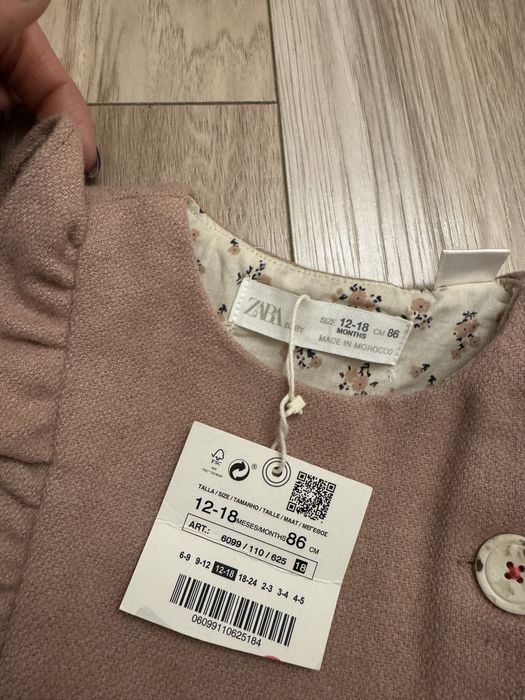 ZARA BABY
SIZE 12-18 MONTHS CM 86
MADE IN MOROCCO
FSC
TALLA / SIZE / TAMANHO / TAILLE / MAAT / ΜΕΓΕΘΟΣ
12-18 MESES/MONTHS 86 CM
ART.: 6099 / 110 / 625 18
6-9 9-12 12-18 18-24 2-3 3-4 4-5
06099110625184